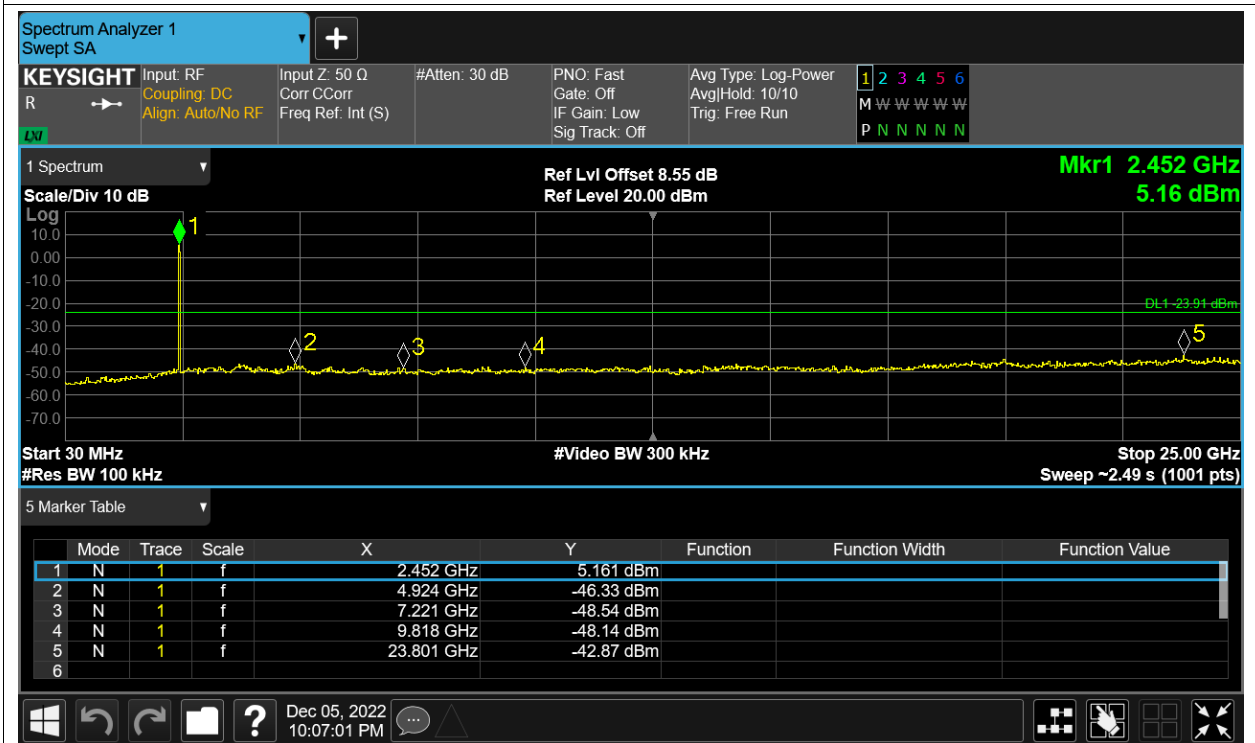 Spectrum Analyzer 1
Swept SA
KEYSIGHT
R
LXI
Input: RF
Coupling: DC
Align: Auto/No RF
Input Z: 50 Ω
Corr CCorr
Freq Ref: Int (S)
#Atten: 30 dB
PNO: Fast
Gate: Off
IF Gain: Low
Sig Track: Off
Avg Type: Log-Power
Avg|Hold: 10/10
Trig: Free Run
1 2 3 4 5 6
M W W W W W
P N N N N N
1 Spectrum
Scale/Div 10 dB
Ref Lvl Offset 8.55 dB
Ref Level 20.00 dBm
Mkr1 2.452 GHz
5.16 dBm
Log
10.0
0.00
-10.0
-20.0
-30.0
-40.0
-50.0
-60.0
-70.0
1
2
3
4
5
DL1 -23.91 dBm
Start 30 MHz
#Video BW 300 kHz
Stop 25.00 GHz
#Res BW 100 kHz
Sweep ~2.49 s (1001 pts)
5 Marker Table
Mode Trace Scale X Y Function Function Width Function Value
1 N 1 f 2.452 GHz 5.161 dBm
2 N 1 f 4.924 GHz -46.33 dBm
3 N 1 f 7.221 GHz -48.54 dBm
4 N 1 f 9.818 GHz -48.14 dBm
5 N 1 f 23.801 GHz -42.87 dBm
6
?
Dec 05, 2022
10:07:01 PM